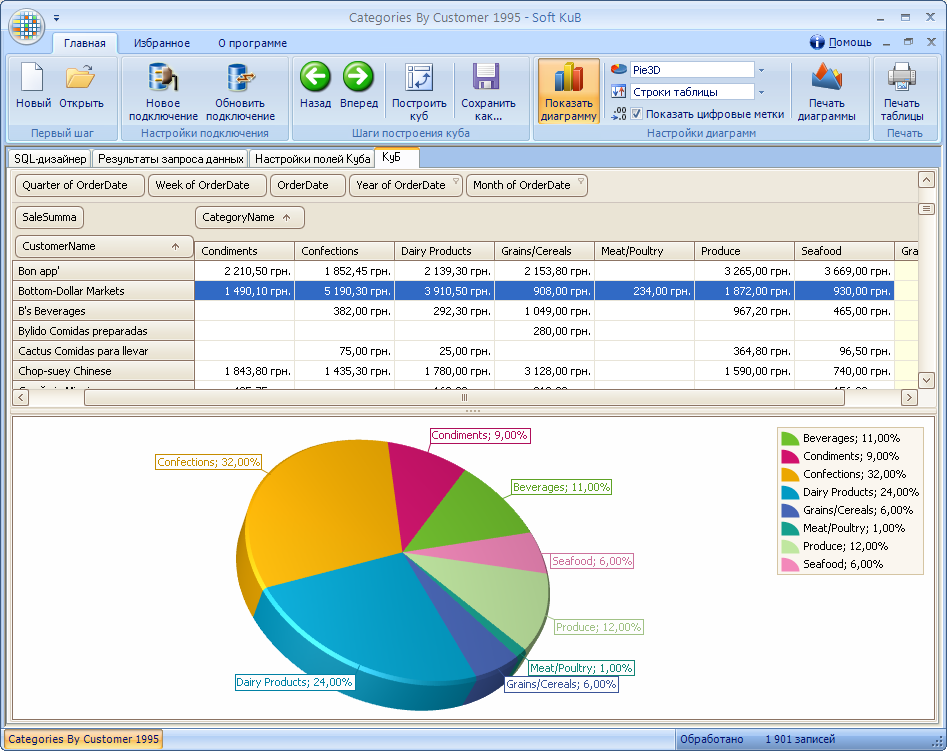 Categories By Customer 1995 - Soft KuB
Главная Избранное О программе Помощь
Новый Открыть
Первый шаг
Новое подключение
Обновить подключение
Настройки подключения
Назад Вперед
Построить куб
Сохранить как...
Шаги построения куба
Показать диаграмму
Pie3D
Строки таблицы
Показать цифровые метки
Печать диаграммы
Настройки диаграмм
Печать таблицы
Печать
SQL-дизайнер Результаты запроса данных Настройки полей Куба КуБ
Quarter of OrderDate Week of OrderDate OrderDate Year of OrderDate Month of OrderDate
SaleSumma CategoryName
CustomerName Condiments Confections Dairy Products Grains/Cereals Meat/Poultry Produce Seafood Gra
Bon app' 2 210,50 грн. 1 852,45 грн. 2 139,30 грн. 2 153,80 грн. 3 265,00 грн. 3 669,00 грн.
Bottom-Dollar Markets 1 490,10 грн. 5 190,30 грн. 3 910,50 грн. 908,00 грн. 234,00 грн. 1 872,00 грн. 930,00 грн.
B's Beverages 382,00 грн. 292,30 грн. 1 049,00 грн. 967,20 грн. 465,00 грн.
Bylido Comidas preparadas 280,00 грн.
Cactus Comidas para llevar 75,00 грн. 25,00 грн. 364,80 грн. 96,50 грн.
Chop-suey Chinese 1 843,80 грн. 1 435,30 грн. 1 780,00 грн. 3 128,00 грн. 1 590,00 грн. 740,00 грн.
Condiments; 9,00%
Confections; 32,00%
Beverages; 11,00%
Seafood; 6,00%
Produce; 12,00%
Meat/Poultry; 1,00%
Dairy Products; 24,00%
Grains/Cereals; 6,00%
Beverages; 11,00%
Condiments; 9,00%
Confections; 32,00%
Dairy Products; 24,00%
Grains/Cereals; 6,00%
Meat/Poultry; 1,00%
Produce; 12,00%
Seafood; 6,00%
Categories By Customer 1995 Обработано 1 901 записей